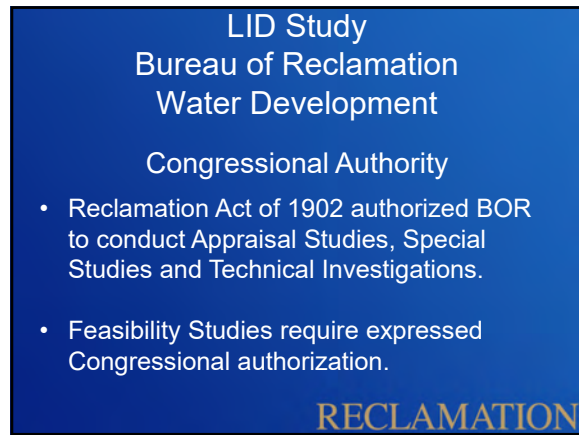 LID Study
Bureau of Reclamation
Water Development
Congressional Authority
• Reclamation Act of 1902 authorized BOR
to conduct Appraisal Studies, Special
Studies and Technical Investigations.
• Feasibility Studies require expressed
Congressional authorization.
RECLAMATION